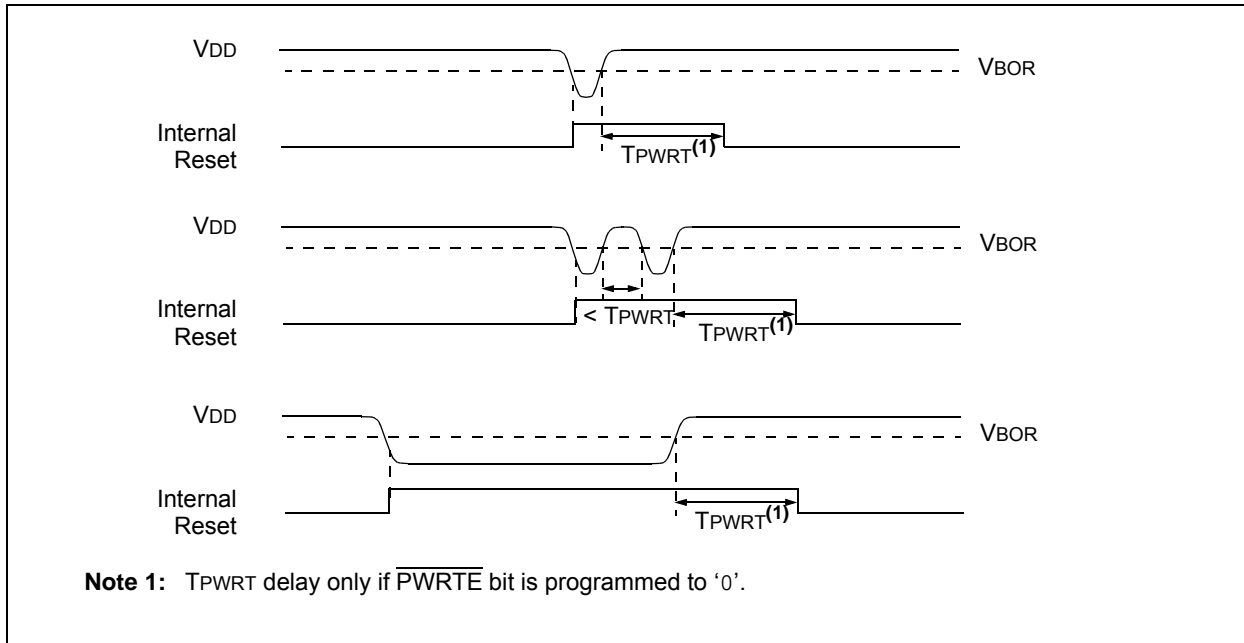 VDD
VBOR
Internal
Reset
TPWRT(1)
VDD
VBOR
Internal
Reset
< TPWRT
TPWRT(1)
VDD
VBOR
Internal
Reset
TPWRT(1)
Note 1: TPWRT delay only if PWRTE bit is programmed to ‘0’.